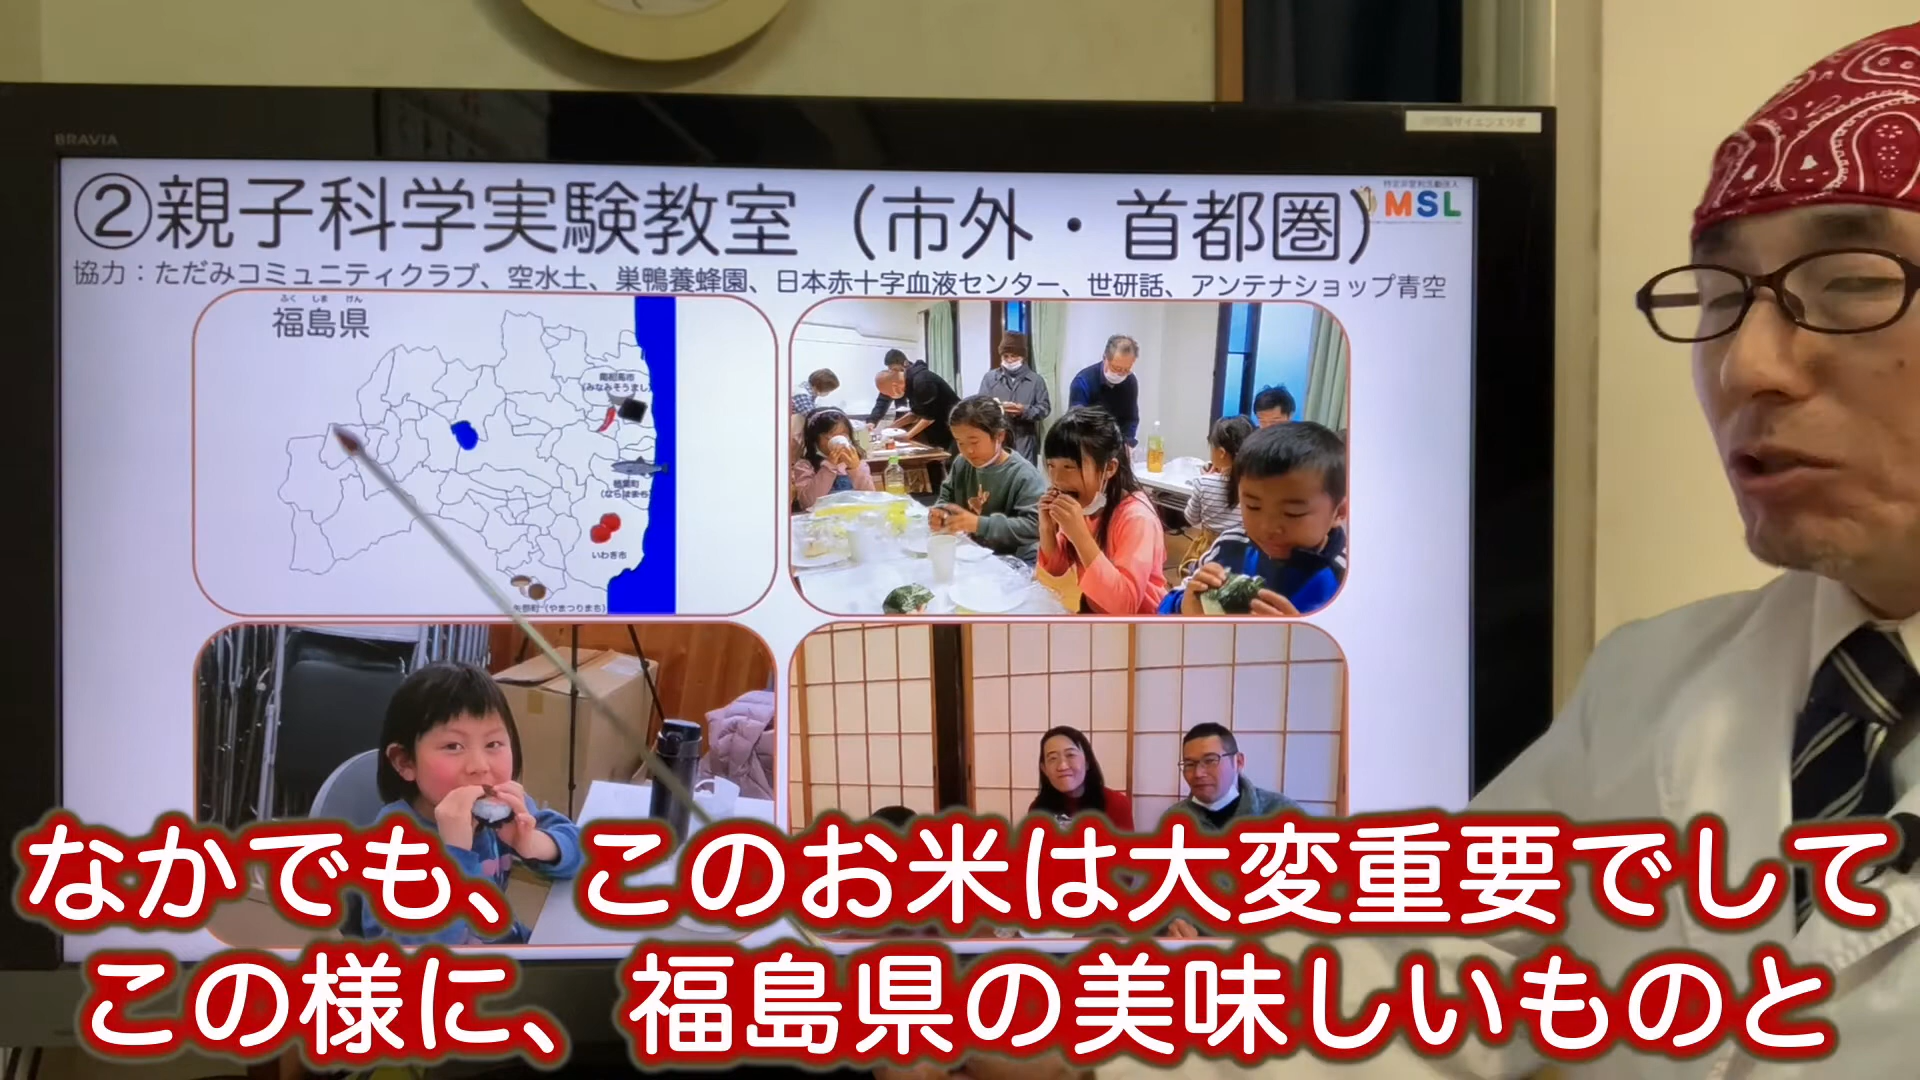 BRAVIA
②親子科学実験教室（市外・首都圏）
MSL
協力：ただみコミュニティクラブ、空水土、巣鴨養蜂園、日本赤十字血液センター、世研話、アンテナショップ青空
ふくしまけん
福島県
南相馬市
（みなみそうまし）
楢葉町
（ならはまち）
いわき市
（やまつりまち）
なかでも、このお米は大変重要でして
この様に、福島県の美味しいものと